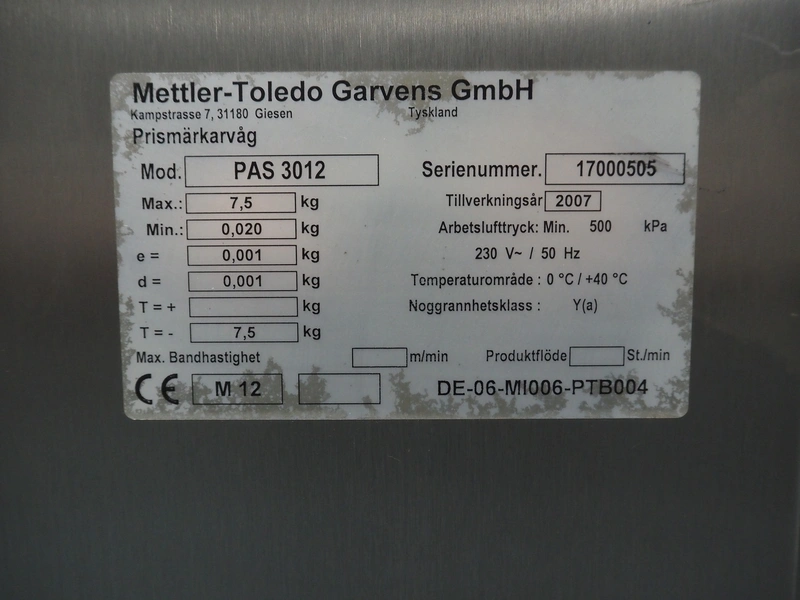 Mettler-Toledo Garvens GmbH
Kampstrasse 7, 31180 Giesen Tyskland
Prismärkarvåg
Mod. PAS 3012 Serienummer. 17000505
Max.: 7,5 kg Tillverkningsår 2007
Min.: 0,020 kg Arbetslufttryck: Min. 500 kPa
e = 0,001 kg 230 V~ / 50 Hz
d = 0,001 kg Temperaturområde : 0 °C / +40 °C
T = + kg Noggrannhetsklass : Y(a)
T = - 7,5 kg
Max. Bandhastighet m/min Produktflöde St./min
CE M 12 DE-06-MI006-PTB004